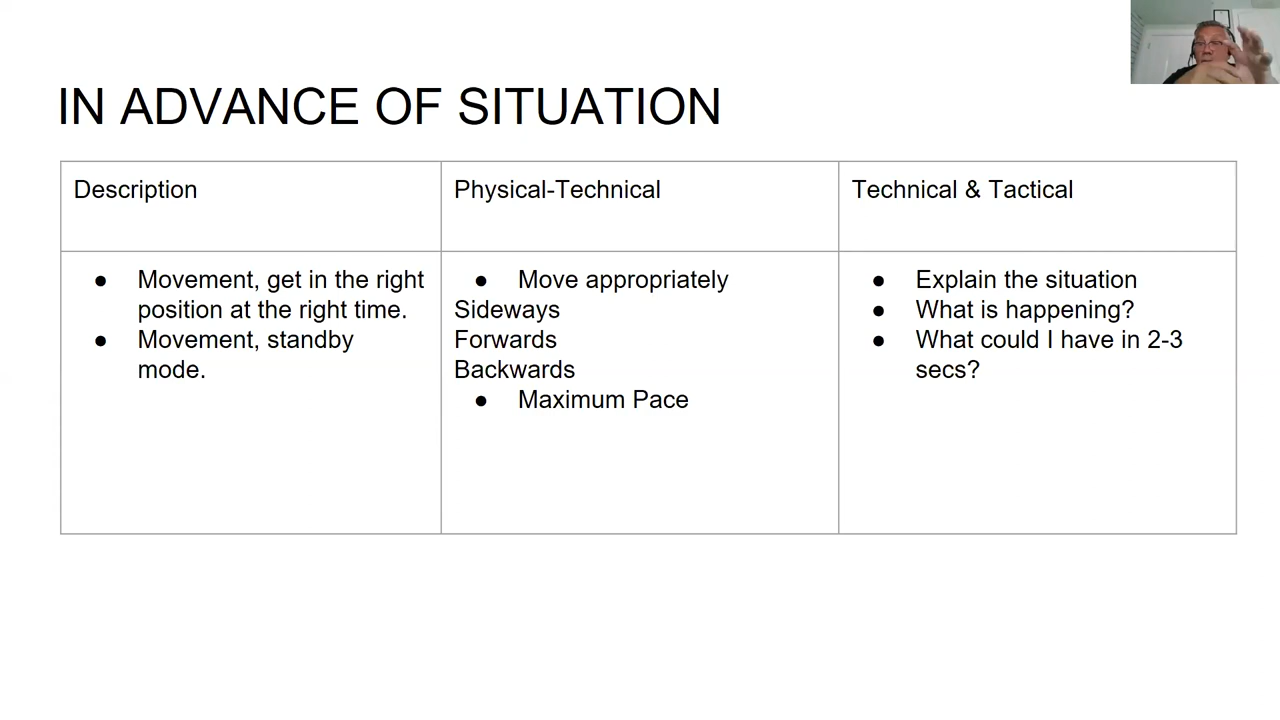 IN ADVANCE OF SITUATION
Description
Physical-Technical
Technical & Tactical
● Movement, get in the right
position at the right time.
● Movement, standby
mode.
● Move appropriately
Sideways
Forwards
Backwards
● Maximum Pace
● Explain the situation
● What is happening?
● What could I have in 2-3
secs?